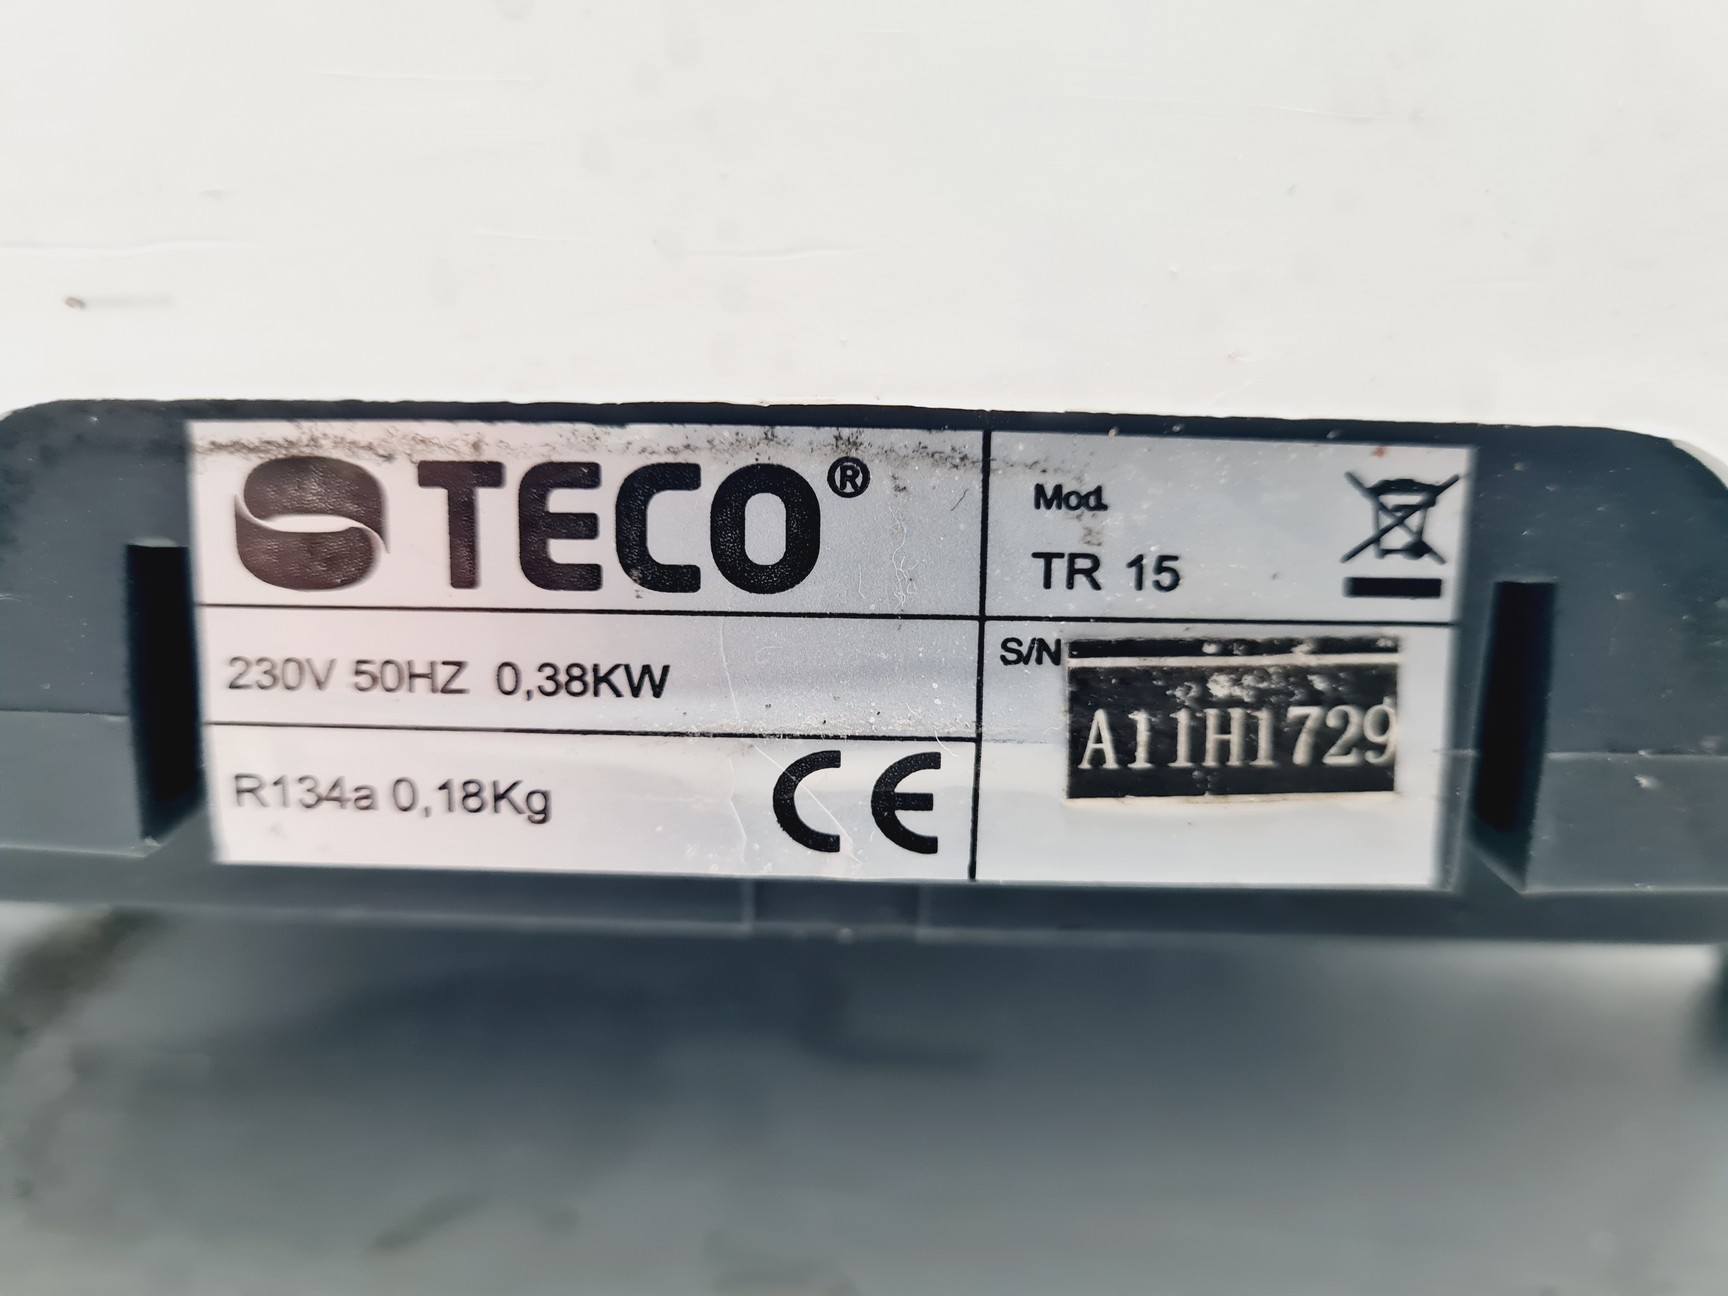 TECO®
Mod.
TR 15
230V 50HZ 0,38KW
S/N
A11H1729
R134a 0,18Kg
CE